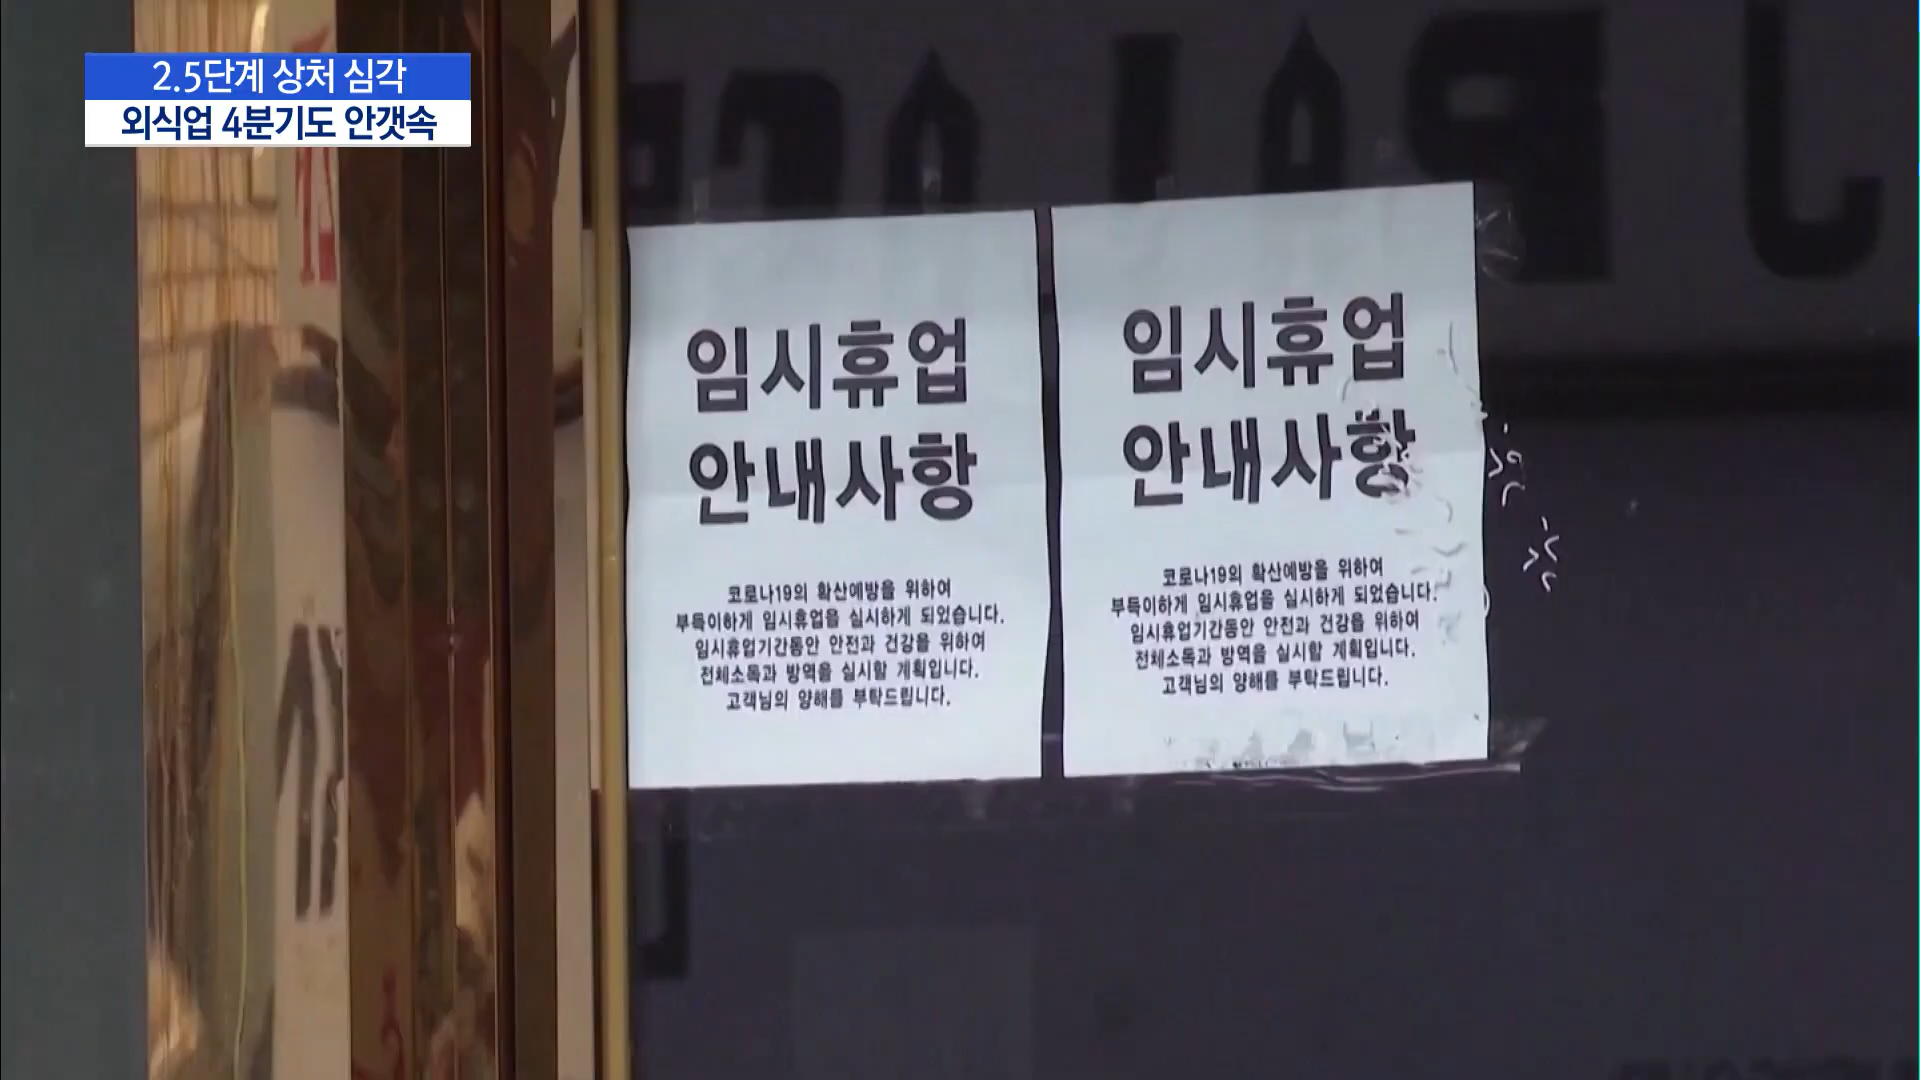 2.5단계 상처 심각
외식업 4분기도 안갯속
임시휴업
안내사항
코로나19의 확산예방을 위하여
부득이하게 임시휴업을 실시하게 되었습니다.
임시휴업기간동안 안전과 건강을 위하여
전체소독과 방역을 실시할 계획입니다.
고객님의 양해를 부탁드립니다.
임시휴업
안내사항
코로나19의 확산예방을 위하여
부득이하게 임시휴업을 실시하게 되었습니다.
임시휴업기간동안 안전과 건강을 위하여
전체소독과 방역을 실시할 계획입니다.
고객님의 양해를 부탁드립니다.